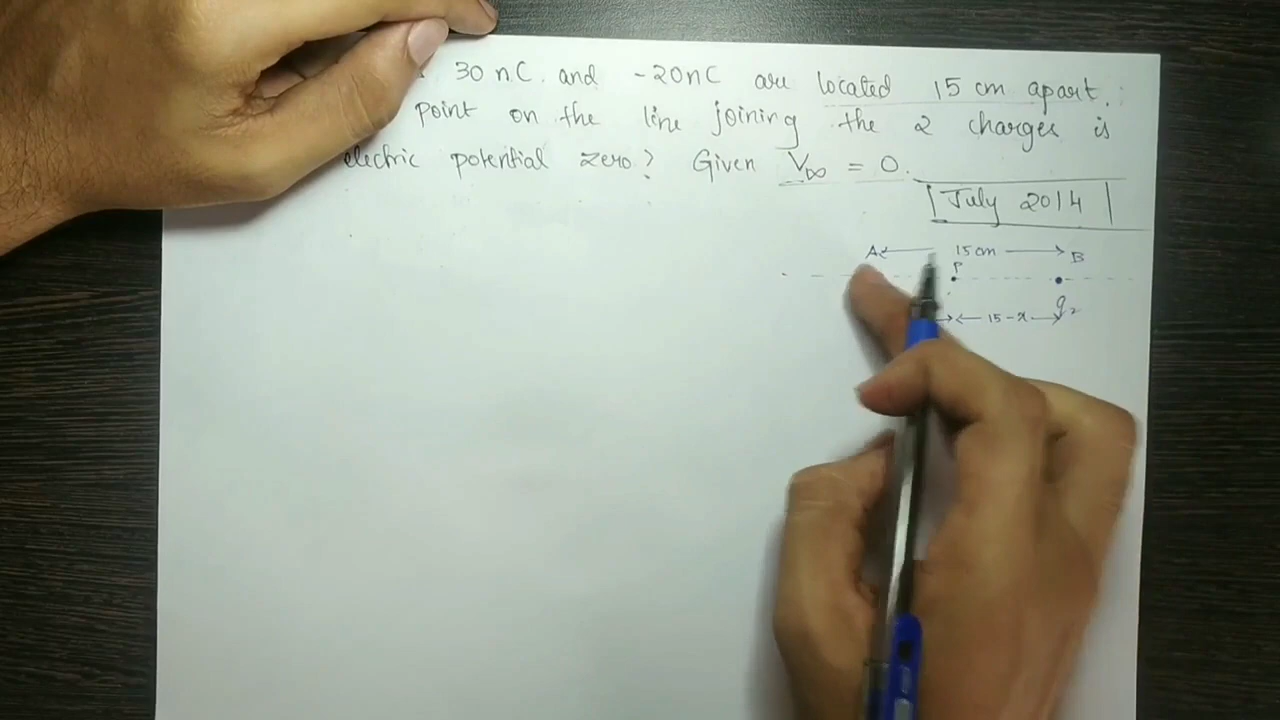 30 nC. and -20nC are located 15 cm apart.
point on the line joining the 2 charges is
electric potential zero? Given V∞ = 0.
July 2014
A 15 cm B
P
15-x q2